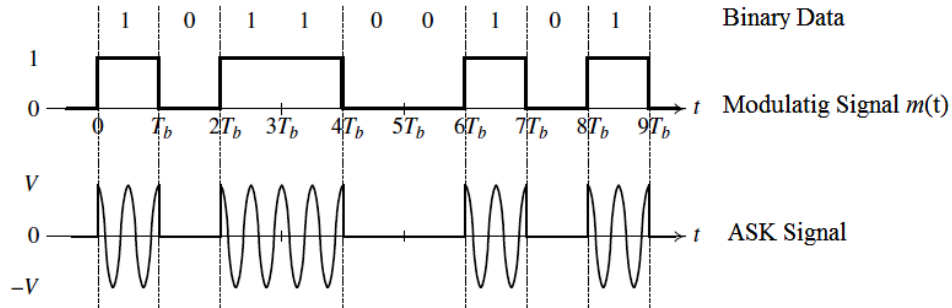 1 0 1 1 0 0 1 0 1 Binary Data
1
0 t Modulatig Signal m(t)
0 T_b 2T_b 3T_b 4T_b 5T_b 6T_b 7T_b 8T_b 9T_b
V
0 t ASK Signal
−V